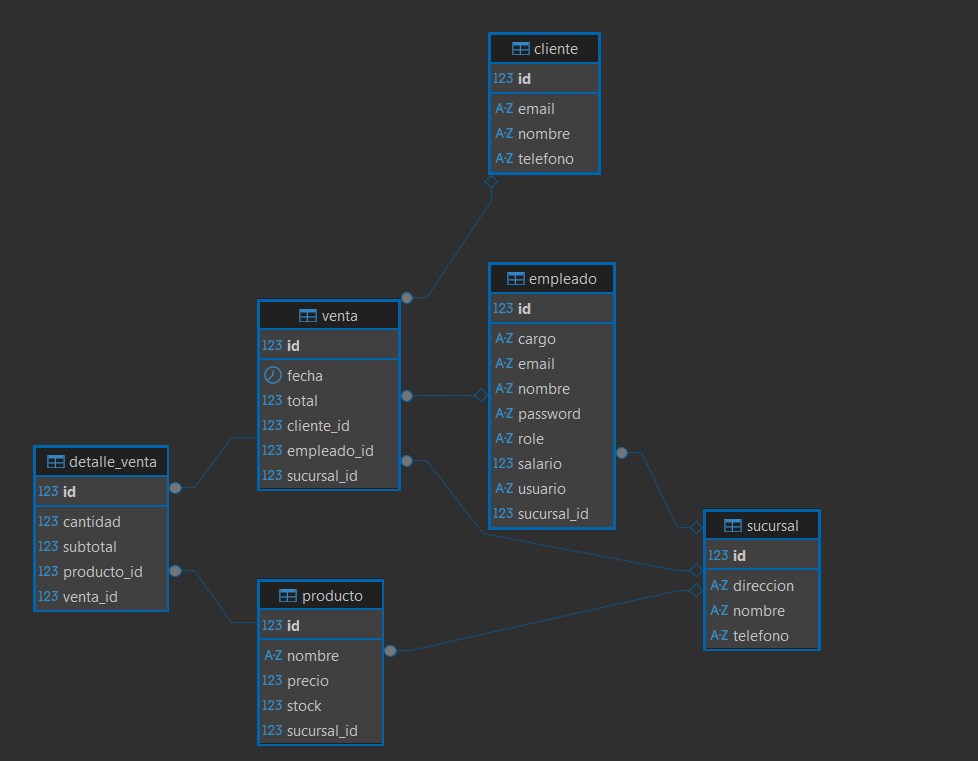 cliente
123 id
A-Z email
A-Z nombre
A-Z telefono
empleado
123 id
A-Z cargo
A-Z email
A-Z nombre
A-Z password
A-Z role
123 salario
A-Z usuario
123 sucursal_id
venta
123 id
fecha
123 total
123 cliente_id
123 empleado_id
123 sucursal_id
detalle_venta
123 id
123 cantidad
123 subtotal
123 producto_id
123 venta_id
producto
123 id
A-Z nombre
123 precio
123 stock
123 sucursal_id
sucursal
123 id
A-Z direccion
A-Z nombre
A-Z telefono